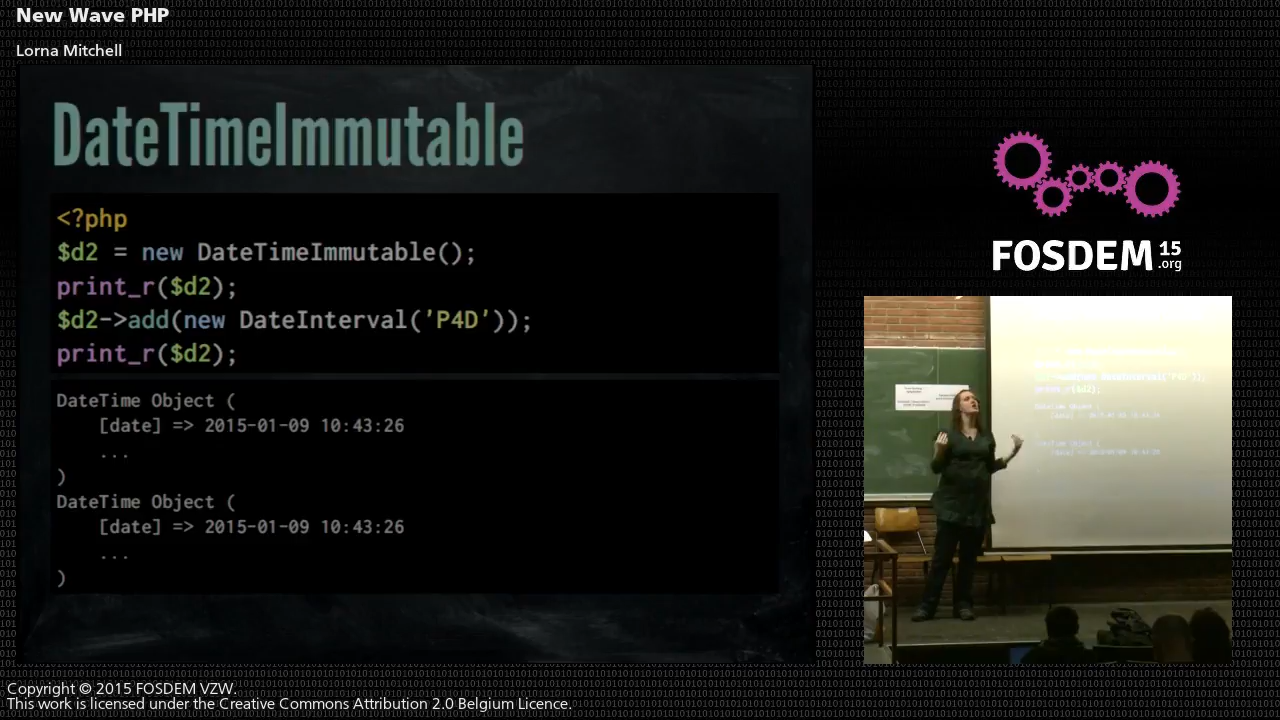 New Wave PHP
Lorna Mitchell
DateTimeImmutable
<?php
$d2 = new DateTimeImmutable();
print_r($d2);
$d2->add(new DateInterval('P4D'));
print_r($d2);
DateTime Object (
    [date] => 2015-01-09 10:43:26
    ...
)
DateTime Object (
    [date] => 2015-01-09 10:43:26
    ...
)
FOSDEM 15
.org
Copyright © 2015 FOSDEM VZW.
This work is licensed under the Creative Commons Attribution 2.0 Belgium Licence.